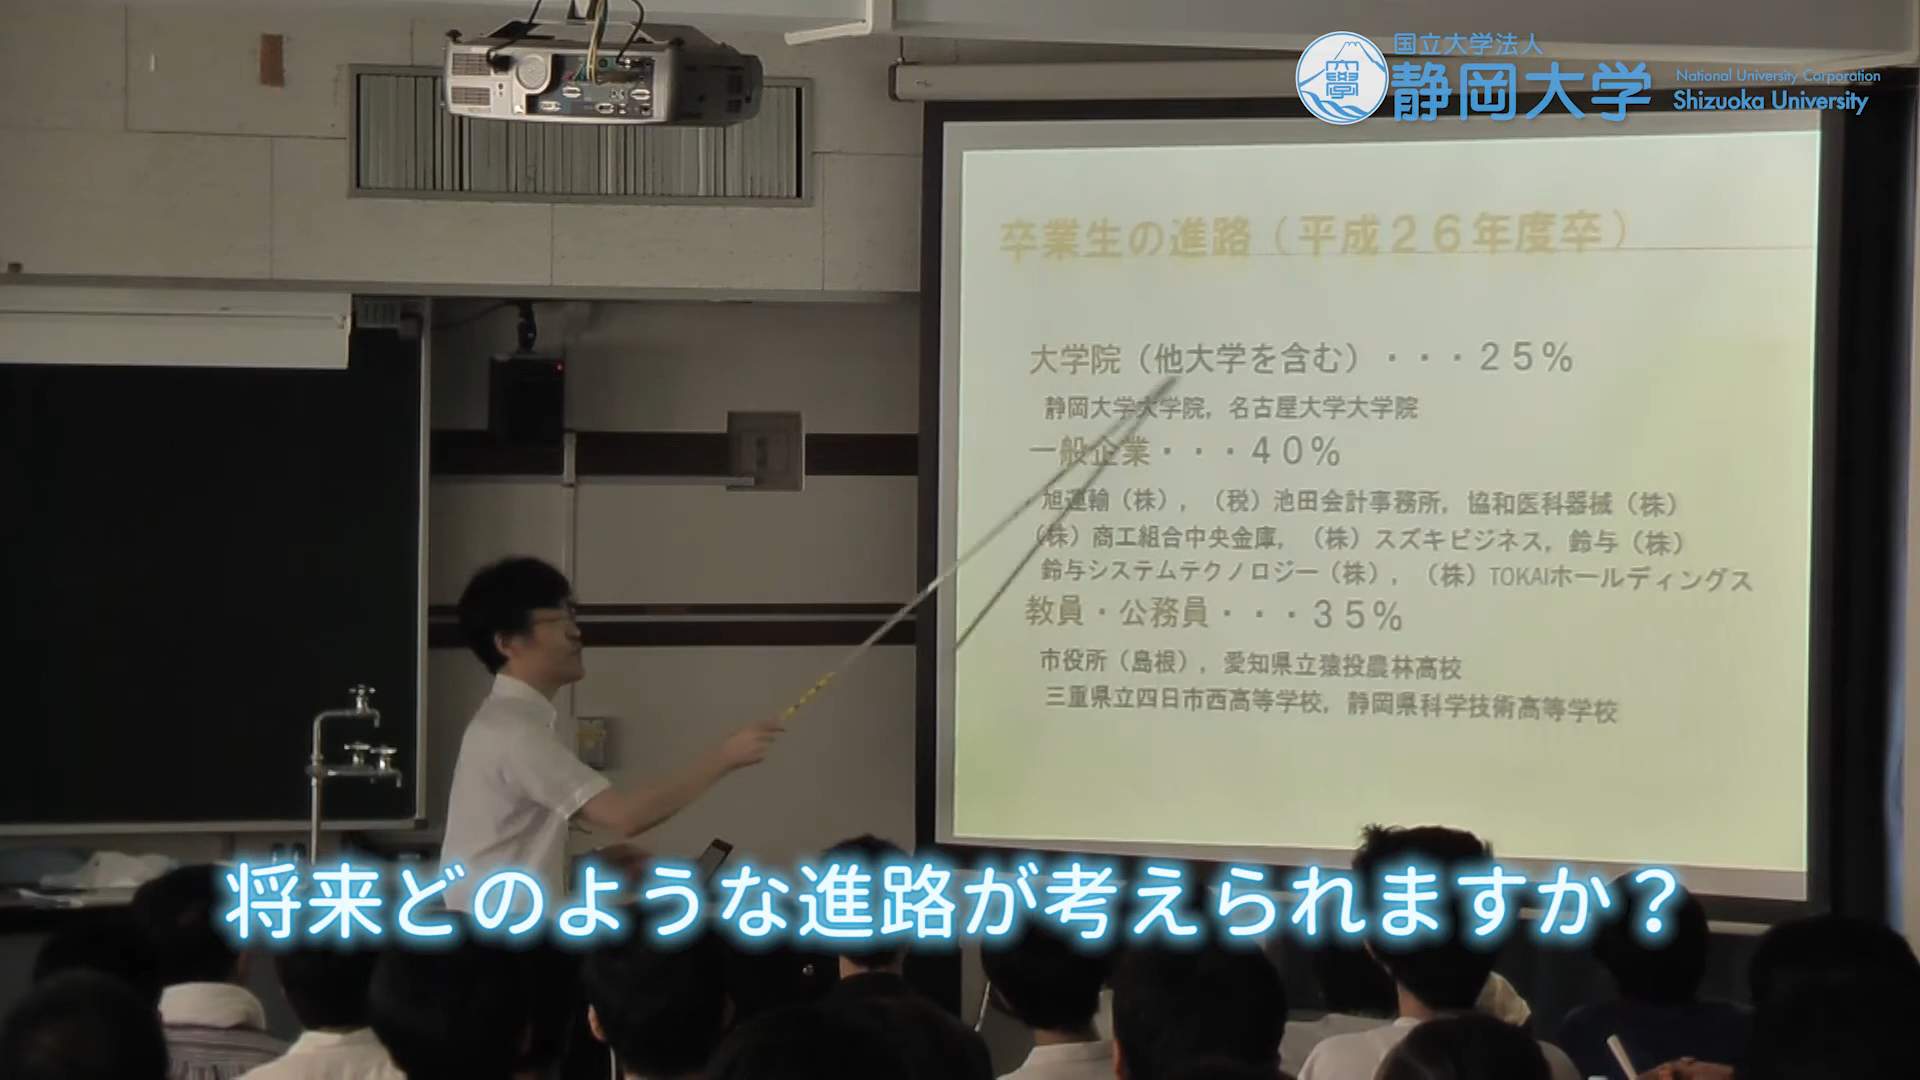 国立大学法人
静岡大学
National University Corporation
Shizuoka University
卒業生の進路（平成２６年度卒）
大学院（他大学を含む）・・・２５％
静岡大学大学院，名古屋大学大学院
一般企業・・・４０％
旭運輸（株），（税）池田会計事務所，協和医科器械（株）
（株）商工組合中央金庫，（株）スズキビジネス，鈴与（株）
鈴与システムテクノロジー（株），（株）TOKAIホールディングス
教員・公務員・・・３５％
市役所（島根），愛知県立猿投農林高校
三重県立四日市西高等学校，静岡県科学技術高等学校
将来どのような進路が考えられますか？